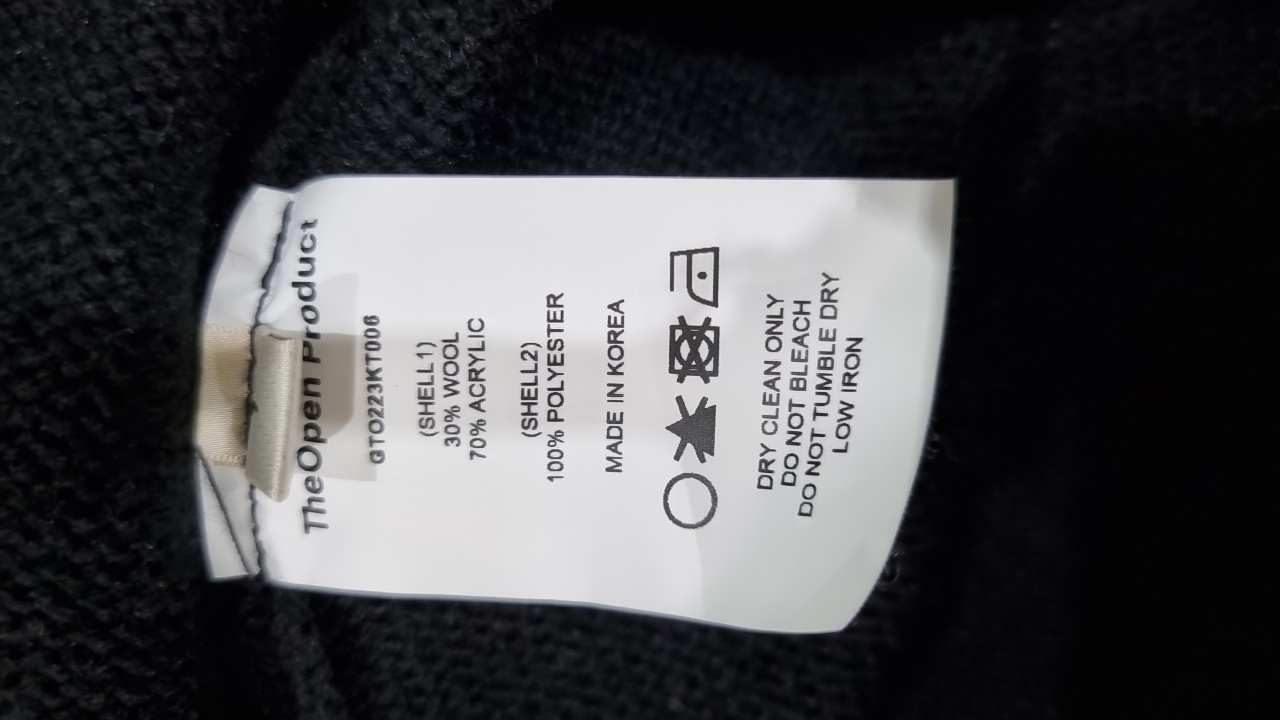 TheOpen Product
GTO223KT006
(SHELL1)
30% WOOL
70% ACRYLIC
(SHELL2)
100% POLYESTER
MADE IN KOREA
DRY CLEAN ONLY
DO NOT BLEACH
DO NOT TUMBLE DRY
LOW IRON